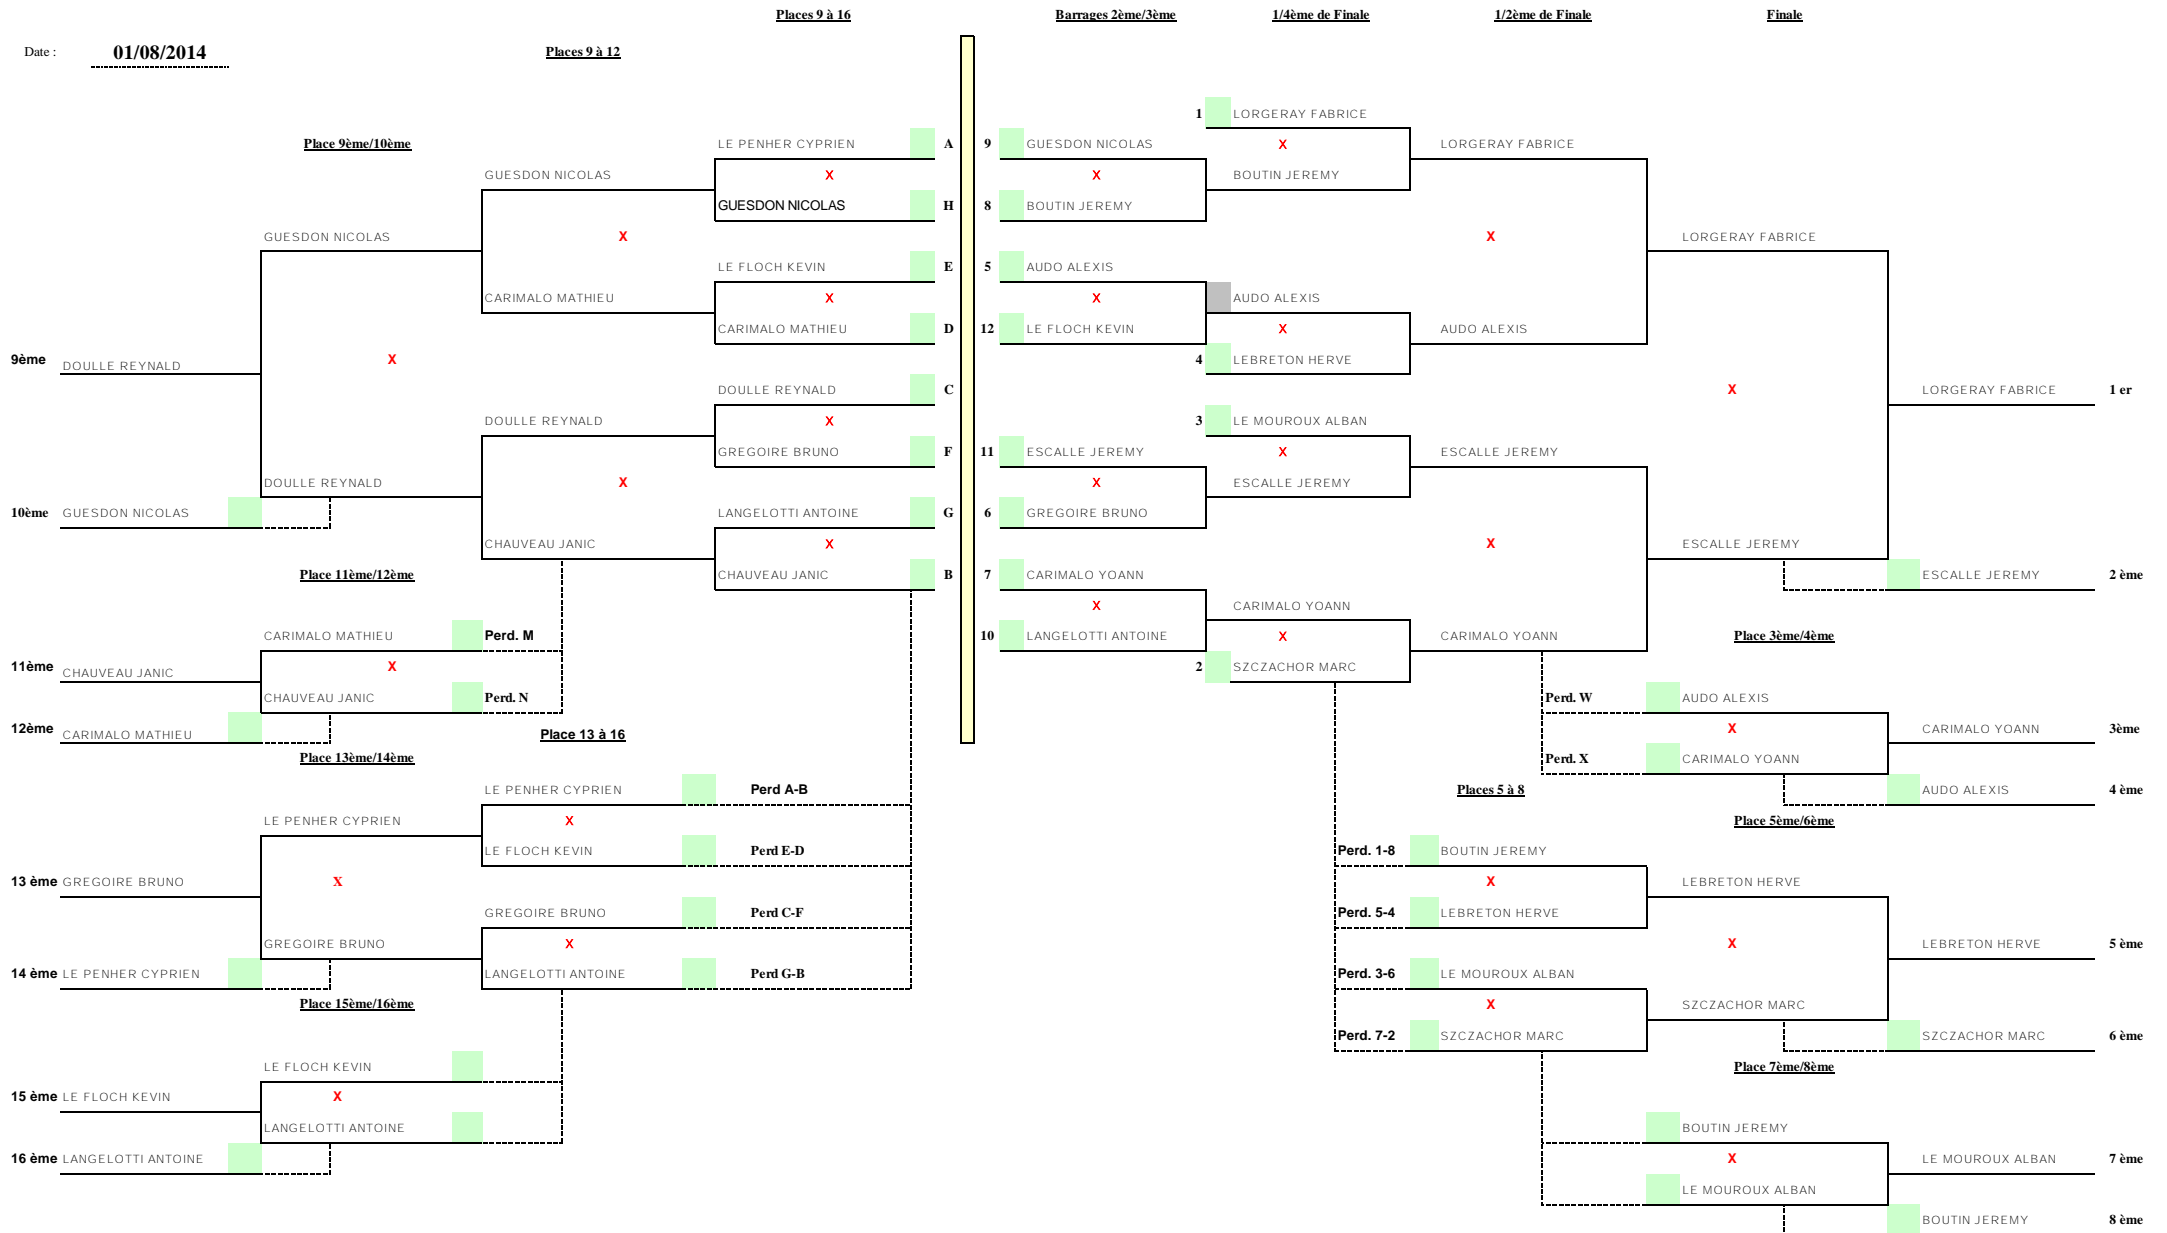 Places 9 à 16
Barrages 2ème/3ème
1/4ème de Finale
1/2ème de Finale
Finale
Date :
01/08/2014
Places 9 à 12
1
LORGERAY FABRICE
Place 9ème/10ème
LE PENHER CYPRIEN
A
9
GUESDON NICOLAS
X
LORGERAY FABRICE
GUESDON NICOLAS
X
X
BOUTIN JEREMY
GUESDON NICOLAS
H
8
BOUTIN JEREMY
GUESDON NICOLAS
X
X
LORGERAY FABRICE
LE FLOCH KEVIN
E
5
AUDO ALEXIS
CARIMALO MATHIEU
X
X
AUDO ALEXIS
CARIMALO MATHIEU
D
12
LE FLOCH KEVIN
X
AUDO ALEXIS
9ème
DOULLE REYNALD
X
4
LEBRETON HERVE
DOULLE REYNALD
C
X
LORGERAY FABRICE
1 er
DOULLE REYNALD
X
3
LE MOUROUX ALBAN
GREGOIRE BRUNO
F
11
ESCALLE JEREMY
X
ESCALLE JEREMY
DOULLE REYNALD
X
X
ESCALLE JEREMY
10ème
GUESDON NICOLAS
LANGELOTTI ANTOINE
G
6
GREGOIRE BRUNO
CHAUVEAU JANIC
X
X
ESCALLE JEREMY
Place 11ème/12ème
CHAUVEAU JANIC
B
7
CARIMALO YOANN
ESCALLE JEREMY
2 ème
X
CARIMALO YOANN
CARIMALO MATHIEU
Perd. M
10
LANGELOTTI ANTOINE
X
CARIMALO YOANN
Place 3ème/4ème
11ème
CHAUVEAU JANIC
X
2
SZCZACHOR MARC
CHAUVEAU JANIC
Perd. N
Perd. W
AUDO ALEXIS
12ème
CARIMALO MATHIEU
Place 13 à 16
X
CARIMALO YOANN
3ème
Place 13ème/14ème
Perd. X
CARIMALO YOANN
LE PENHER CYPRIEN
Perd A-B
Places 5 à 8
AUDO ALEXIS
4 ème
LE PENHER CYPRIEN
X
Place 5ème/6ème
LE FLOCH KEVIN
Perd E-D
Perd. 1-8
BOUTIN JEREMY
13 ème
GREGOIRE BRUNO
X
X
LEBRETON HERVE
GREGOIRE BRUNO
Perd C-F
Perd. 5-4
LEBRETON HERVE
GREGOIRE BRUNO
X
X
LEBRETON HERVE
5 ème
14 ème
LE PENHER CYPRIEN
LANGELOTTI ANTOINE
Perd G-B
Perd. 3-6
LE MOUROUX ALBAN
Place 15ème/16ème
X
SZCZACHOR MARC
Perd. 7-2
SZCZACHOR MARC
SZCZACHOR MARC
6 ème
LE FLOCH KEVIN
Place 7ème/8ème
15 ème
LE FLOCH KEVIN
X
LANGELOTTI ANTOINE
BOUTIN JEREMY
16 ème
LANGELOTTI ANTOINE
X
LE MOUROUX ALBAN
7 ème
LE MOUROUX ALBAN
BOUTIN JEREMY
8 ème